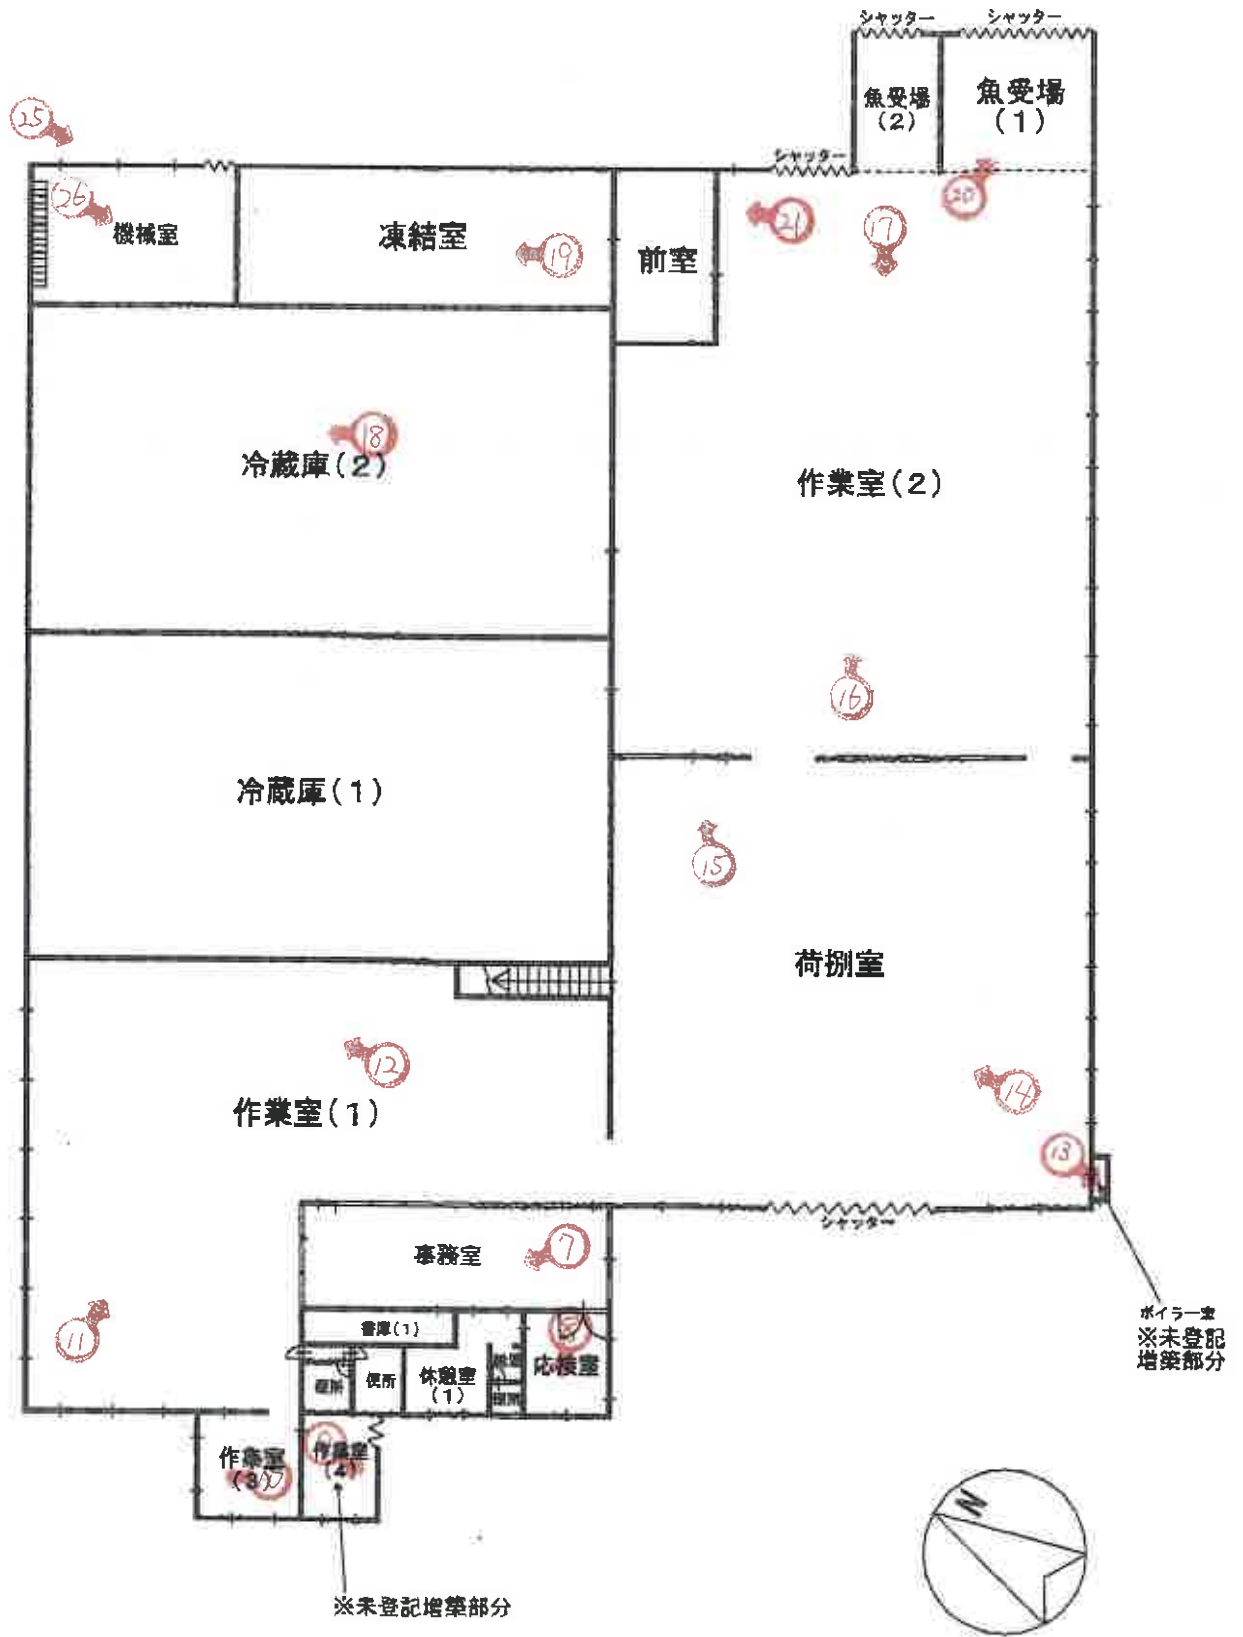 シャッター
シャッター
魚受場
(2)
魚受場
(1)
シャッター
25
26
機械室
凍結室
19
前室
21
17
20
18
冷蔵庫(2)
作業室(2)
16
冷蔵庫(1)
15
荷捌室
12
作業室(1)
14
13
シャッター
事務室
7
ボイラー室
※未登記
増築部分
11
書庫(1)
8
応接室
便所
休憩室
(1)
9
作業室
(3)
10
作業室
(4)
N
※未登記増築部分